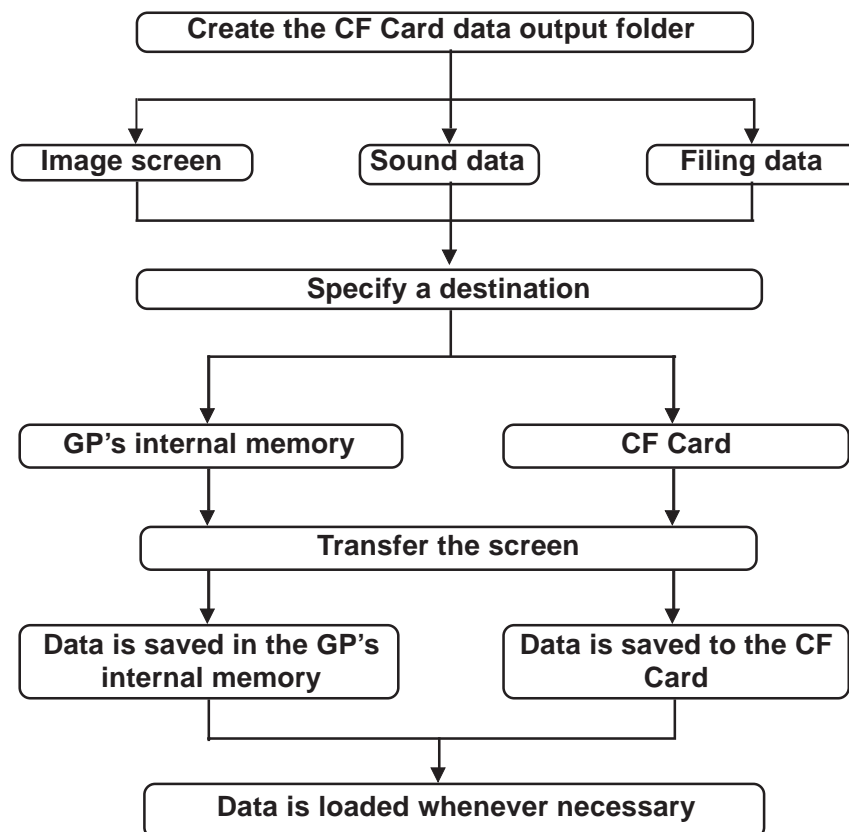 Create the CF Card data output folder
Image screen
Sound data
Filing data
Specify a destination
GP’s internal memory
CF Card
Transfer the screen
Data is saved in the GP’s
internal memory
Data is saved to the CF
Card
Data is loaded whenever necessary